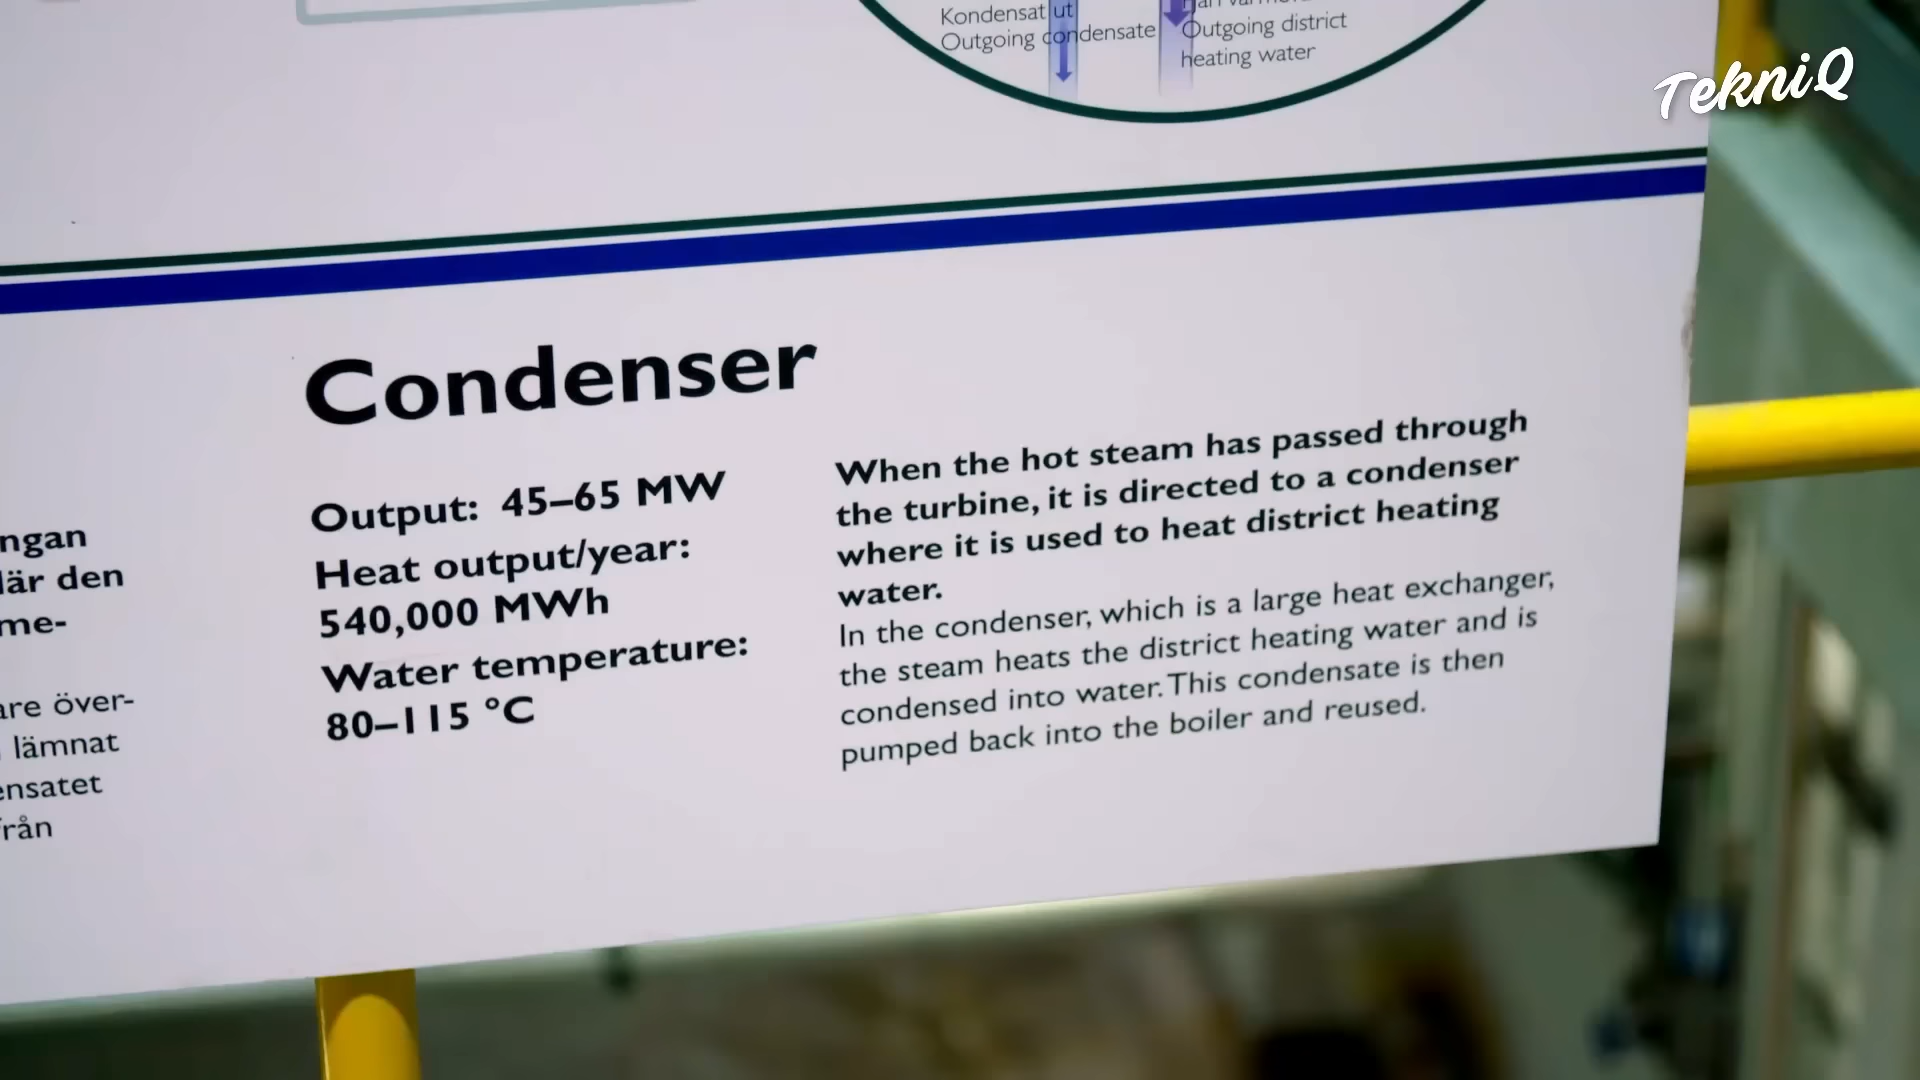 Kondensat ut
Outgoing condensate
Outgoing district
heating water
TekniQ
ngan
lär den
me-
are över-
lämnat
ensatet
från
Condenser
Output: 45–65 MW
Heat output/year:
540,000 MWh
Water temperature:
80–115 °C
When the hot steam has passed through
the turbine, it is directed to a condenser
where it is used to heat district heating
water.
In the condenser, which is a large heat exchanger,
the steam heats the district heating water and is
condensed into water. This condensate is then
pumped back into the boiler and reused.